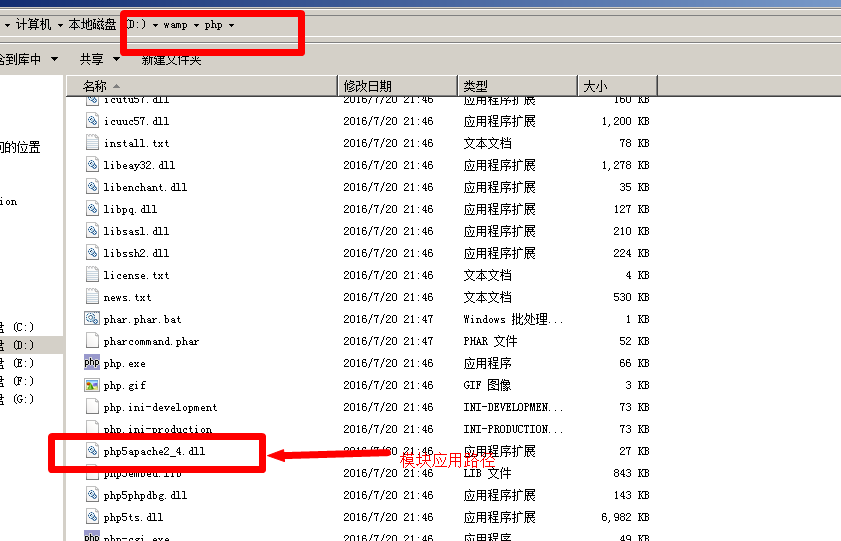 计算机 本地磁盘 (D:) wamp php
含到库中 共享 新建文件夹
名称 修改日期 类型 大小
icutu57.dll 2016/7/20 21:46 应用程序扩展 160 KB
icuuc57.dll 2016/7/20 21:46 应用程序扩展 1,200 KB
install.txt 2016/7/20 21:46 文本文档 78 KB
问的位置
libeay32.dll 2016/7/20 21:46 应用程序扩展 1,278 KB
libenchant.dll 2016/7/20 21:46 应用程序扩展 35 KB
ion
libpq.dll 2016/7/20 21:46 应用程序扩展 127 KB
libsasl.dll 2016/7/20 21:46 应用程序扩展 210 KB
libssh2.dll 2016/7/20 21:46 应用程序扩展 224 KB
license.txt 2016/7/20 21:46 文本文档 4 KB
news.txt 2016/7/20 21:46 文本文档 530 KB
phar.phar.bat 2016/7/20 21:47 Windows 批处理... 1 KB
盘 (C:)
pharcommand.phar 2016/7/20 21:47 PHAR 文件 52 KB
盘 (D:)
php php.exe 2016/7/20 21:46 应用程序 66 KB
盘 (E:)
php.gif 2016/7/20 21:46 GIF 图像 3 KB
盘 (F:)
php.ini-development 2016/7/20 21:46 INI-DEVELOPMEN... 73 KB
盘 (G:)
php.ini-production 2016/7/20 21:46 INI-PRODUCTION... 73 KB
php5apache2_4.dll 2016/7/20 21:46 应用程序扩展 27 KB
模块应用路径
php5embed.lib 2016/7/20 21:46 LIB 文件 843 KB
php5phpdbg.dll 2016/7/20 21:46 应用程序扩展 143 KB
php5ts.dll 2016/7/20 21:46 应用程序扩展 6,982 KB
php php-cgi.exe 2016/7/20 21:46 应用程序 49 KB